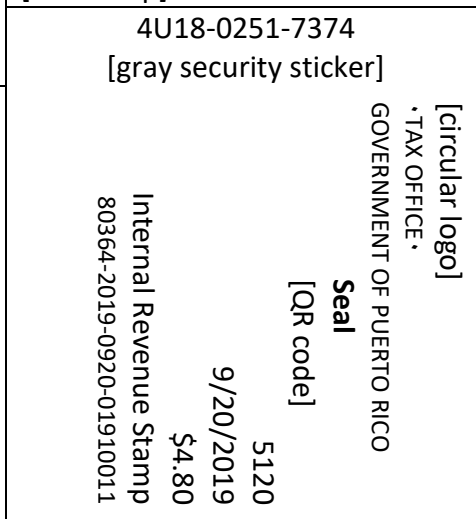 4U18-0251-7374
[gray security sticker]
[circular logo]
·TAX OFFICE·
GOVERNMENT OF PUERTO RICO
Seal
[QR code]
5120
9/20/2019
$4.80
Internal Revenue Stamp
80364-2019-0920-01910011